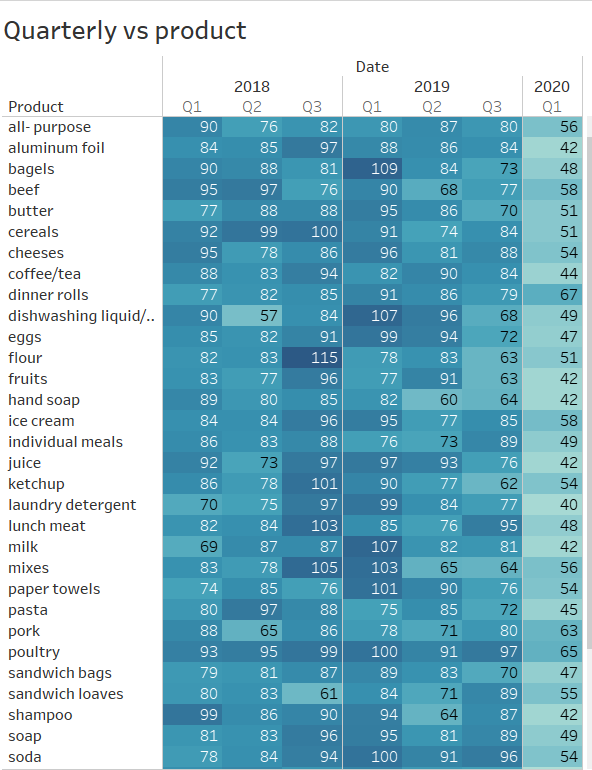 Quarterly vs product
Date
2018 2019 2020
Product Q1 Q2 Q3 Q1 Q2 Q3 Q1
all- purpose 90 76 82 80 87 80 56
aluminum foil 84 85 97 88 86 84 42
bagels 90 88 81 109 84 73 48
beef 95 97 76 90 68 77 58
butter 77 88 88 95 86 70 51
cereals 92 99 100 91 74 84 51
cheeses 95 78 86 96 81 88 54
coffee/tea 88 83 94 82 90 84 44
dinner rolls 77 82 85 91 86 79 67
dishwashing liquid/.. 90 57 84 107 96 68 49
eggs 85 82 91 99 94 72 47
flour 82 83 115 78 83 63 51
fruits 83 77 96 77 91 63 42
hand soap 89 80 85 82 60 64 42
ice cream 84 84 96 95 77 85 58
individual meals 86 83 88 76 73 89 49
juice 92 73 97 97 93 76 42
ketchup 86 78 101 90 77 62 54
laundry detergent 70 75 97 99 84 77 40
lunch meat 82 84 103 85 76 95 48
milk 69 87 87 107 82 81 42
mixes 83 78 105 103 65 64 56
paper towels 74 85 76 101 90 76 54
pasta 80 97 88 75 85 72 45
pork 88 65 86 78 71 80 63
poultry 93 95 99 100 91 97 65
sandwich bags 79 81 87 89 83 70 47
sandwich loaves 80 83 61 84 71 89 55
shampoo 99 86 90 94 64 87 42
soap 81 83 96 95 81 89 49
soda 78 84 94 100 91 96 54